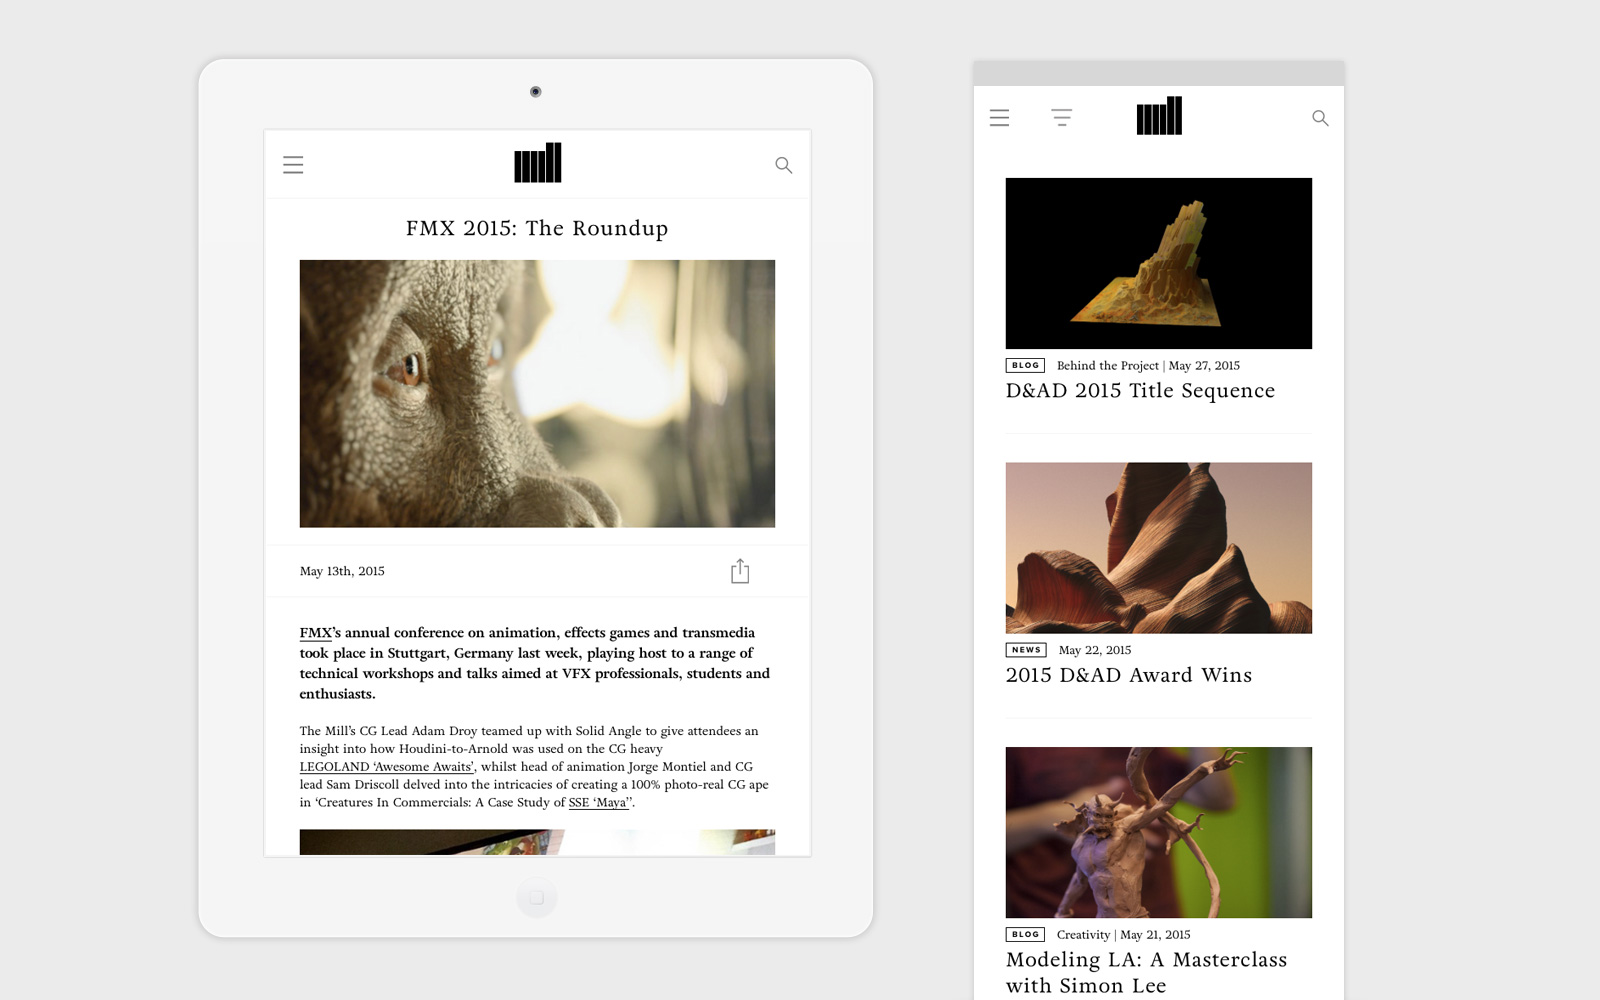 FMX 2015: The Roundup
May 13th, 2015
FMX’s annual conference on animation, effects games and transmedia
took place in Stuttgart, Germany last week, playing host to a range of
technical workshops and talks aimed at VFX professionals, students and
enthusiasts.
The Mill’s CG Lead Adam Droy teamed up with Solid Angle to give attendees an
insight into how Houdini-to-Arnold was used on the CG heavy
LEGOLAND ‘Awesome Awaits’, whilst head of animation Jorge Montiel and CG
lead Sam Driscoll delved into the intricacies of creating a 100% photo-real CG ape
in ‘Creatures In Commercials: A Case Study of SSE ‘Maya’’.
BLOG Behind the Project | May 27, 2015
D&AD 2015 Title Sequence
NEWS May 22, 2015
2015 D&AD Award Wins
BLOG Creativity | May 21, 2015
Modeling LA: A Masterclass
with Simon Lee